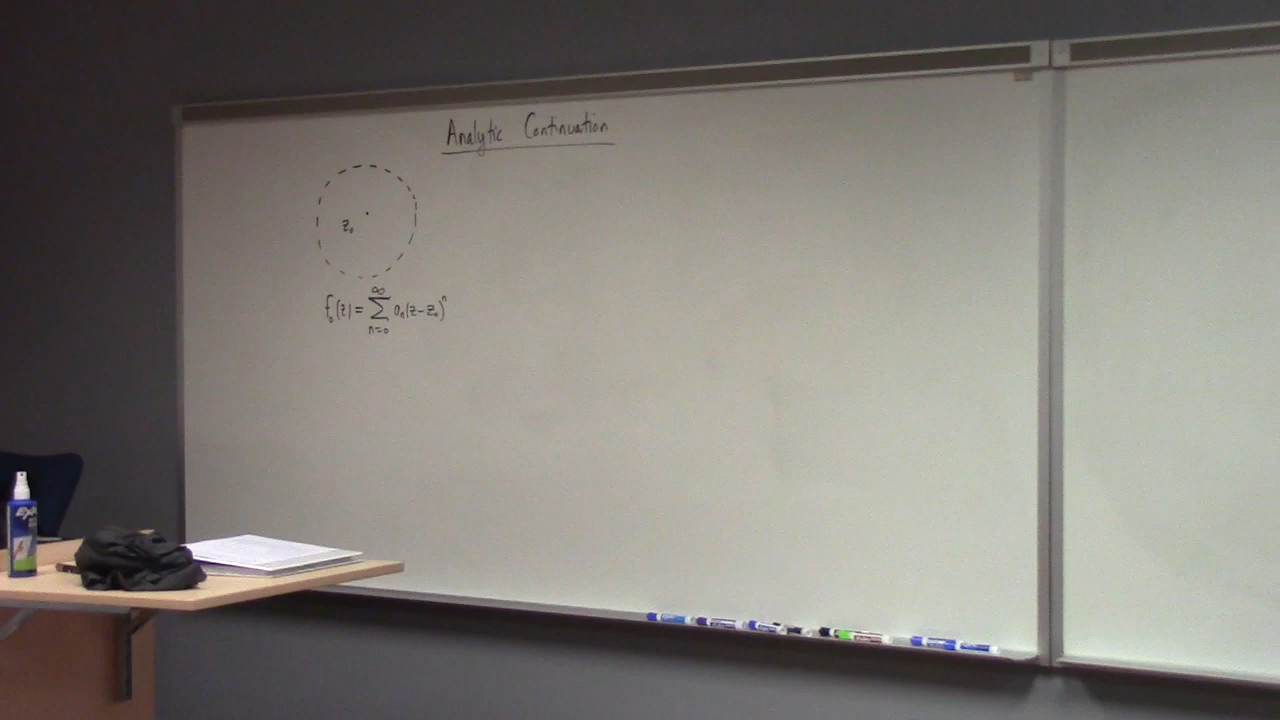 Analytic Continuation
z₀
∞
f₀(z) = ∑ aₙ(z-z₀)ⁿ
n=0